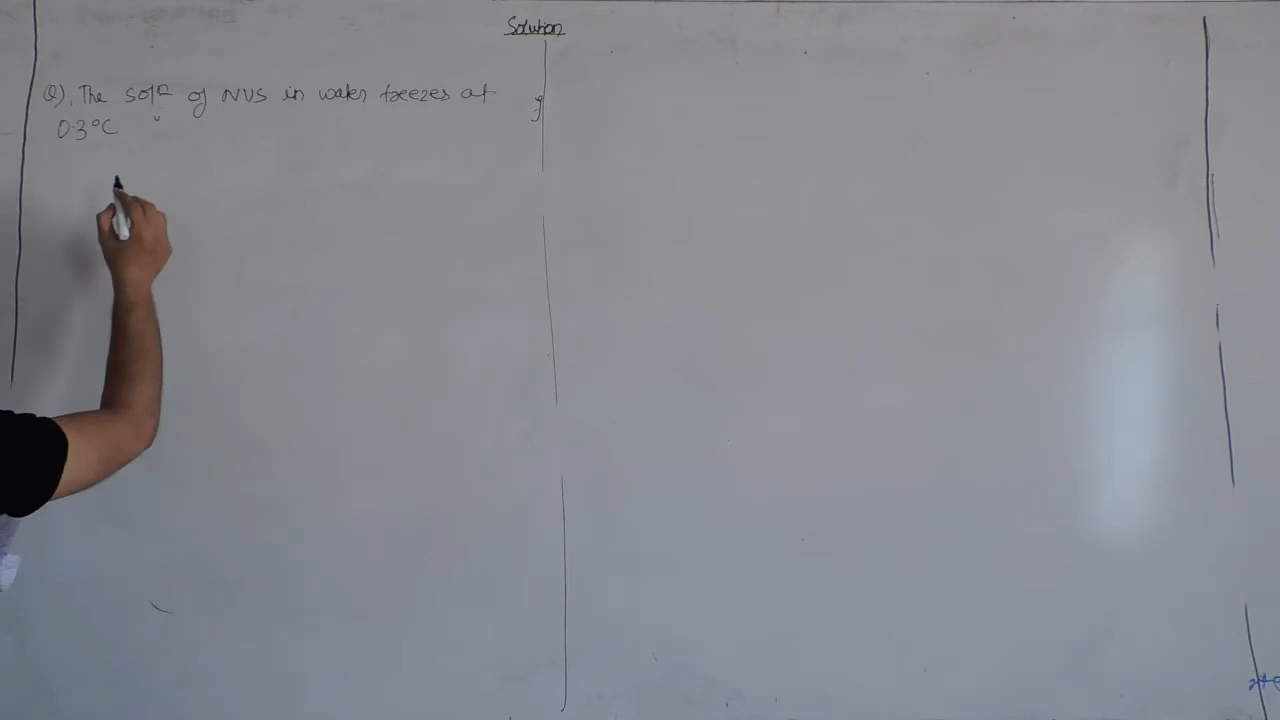 Solution
Q). The solⁿ of NVS in water freezes at
0.3°C